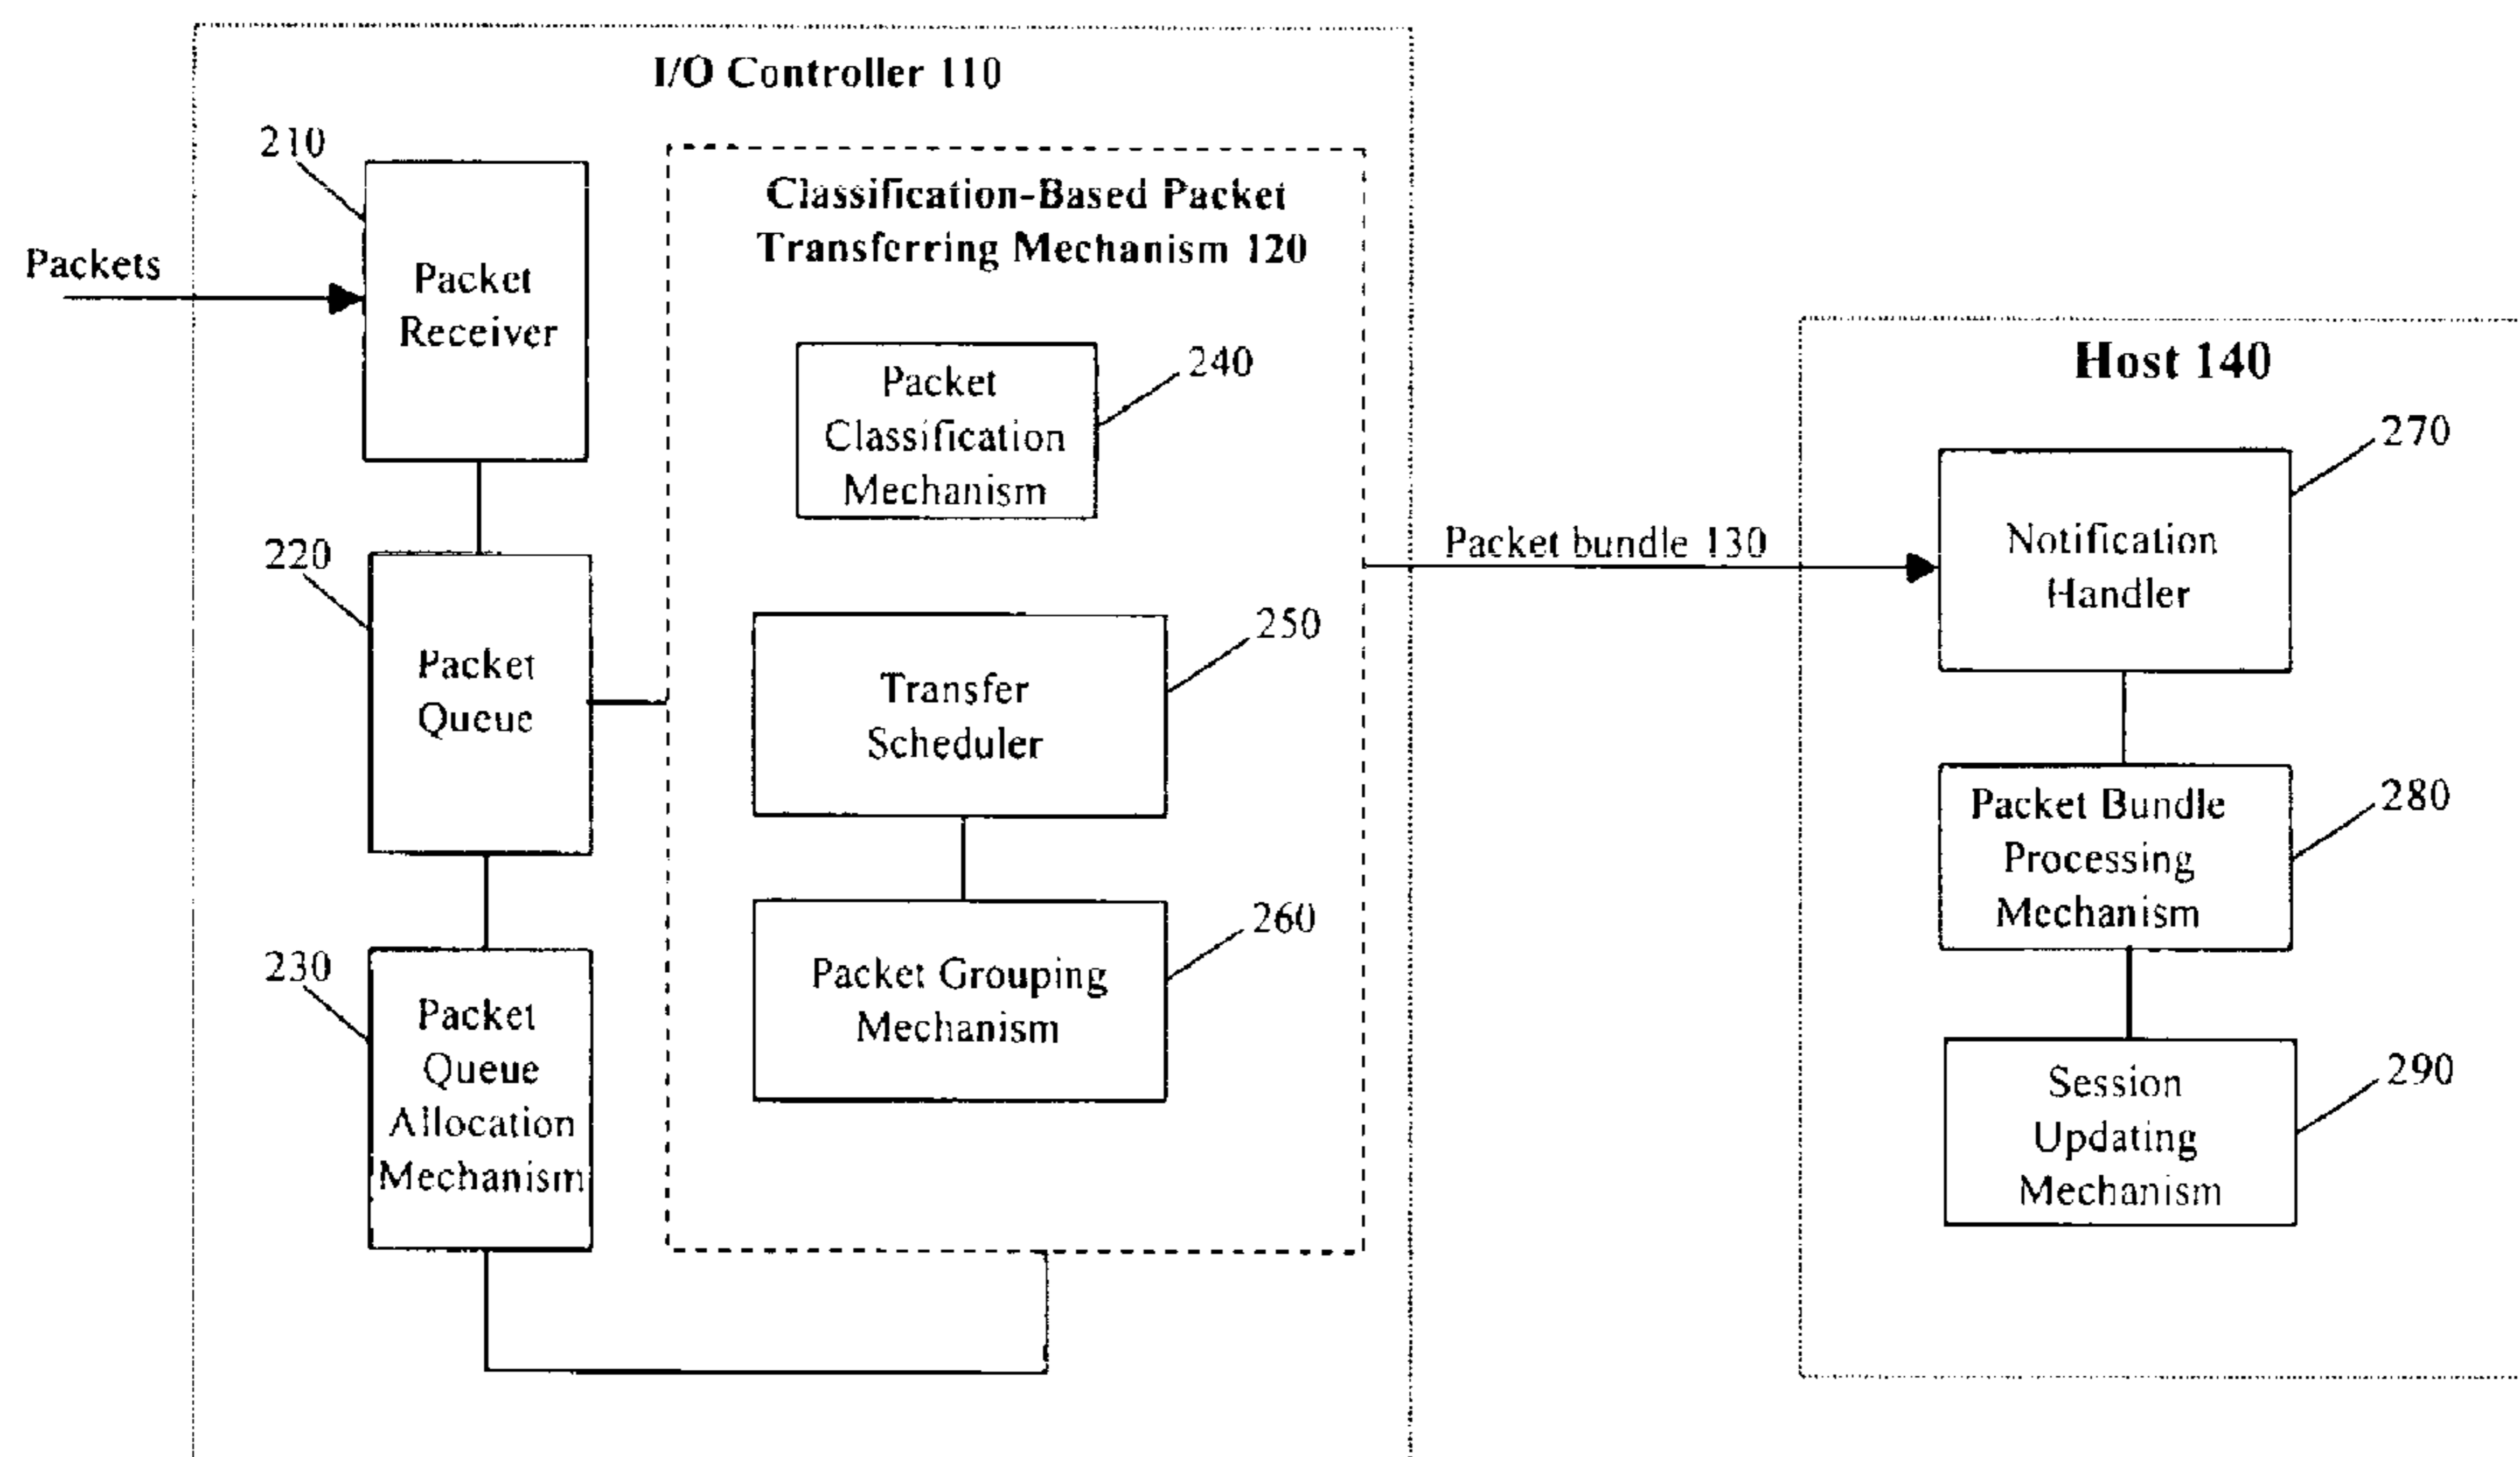 I/O Controller 110
210
Packets
Packet
Receiver
Classification-Based Packet
Transferring Mechanism 120
240
Packet
Classification
Mechanism
220
Packet
Queue
250
Transfer
Scheduler
230
Packet
Queue
Allocation
Mechanism
260
Packet Grouping
Mechanism
Packet bundle 130
Host 140
270
Notification
Handler
280
Packet Bundle
Processing
Mechanism
290
Session
Updating
Mechanism